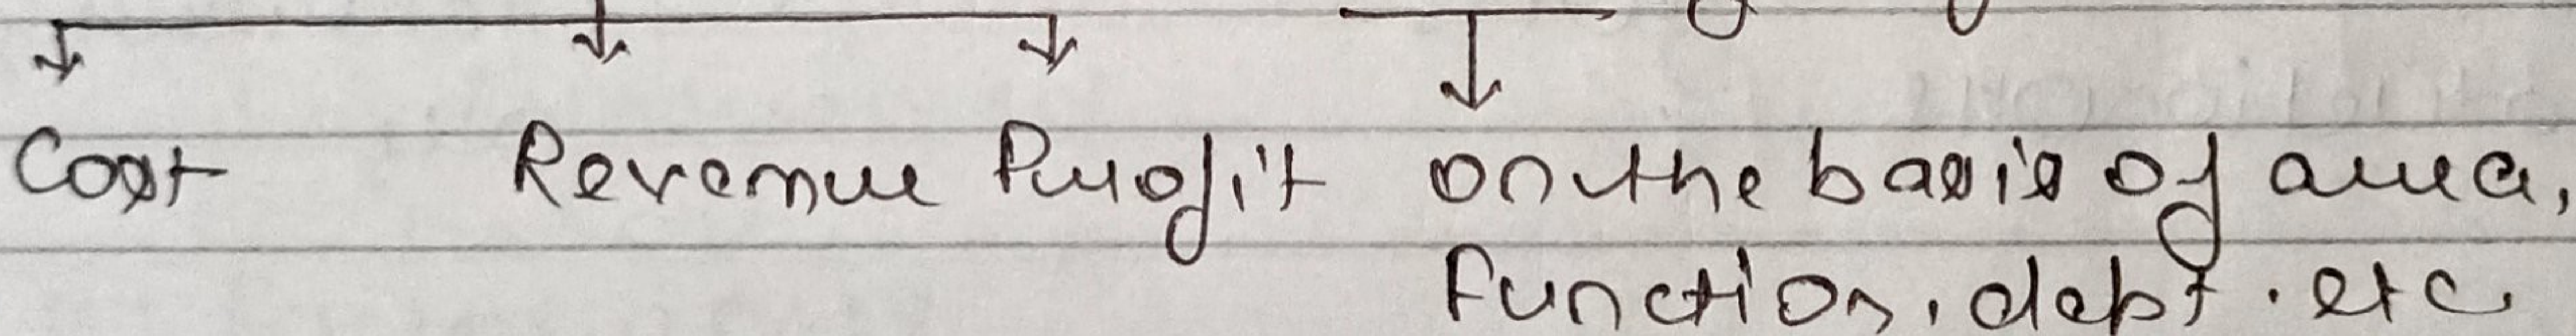 Cost Revenue Profit on the basis of area,
function, dept. etc.